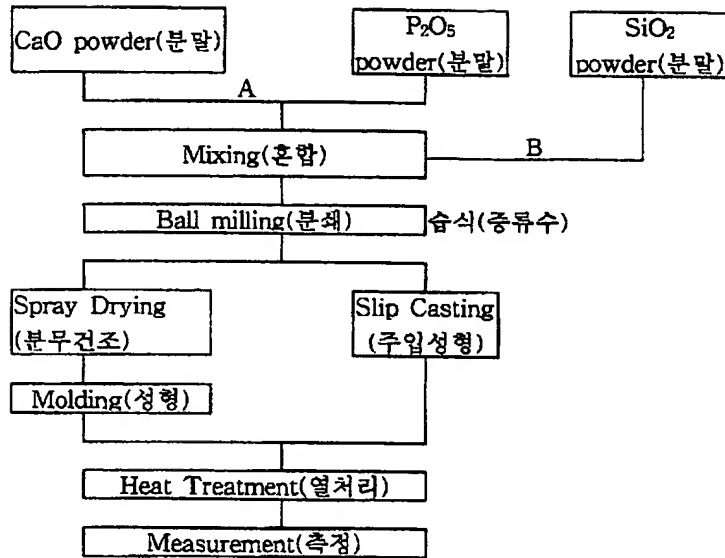 CaO powder(분말)
P₂O₅
powder(분말)
SiO₂
powder(분말)
A
B
Mixing(혼합)
Ball milling(분쇄)
습식(증류수)
Spray Drying
(분무건조)
Slip Casting
(주입성형)
Molding(성형)
Heat Treatment(열처리)
Measurement(측정)